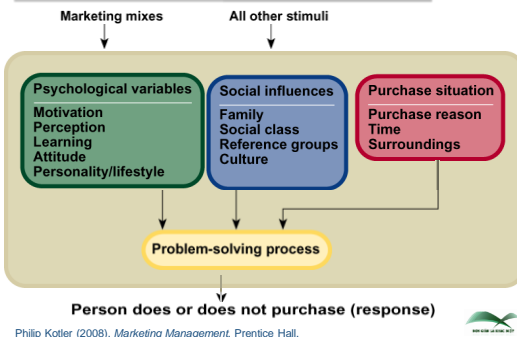 Marketing mixes
All other stimuli
Psychological variables
Motivation
Perception
Learning
Attitude
Personality/lifestyle
Social influences
Family
Social class
Reference groups
Culture
Purchase situation
Purchase reason
Time
Surroundings
Problem-solving process
Person does or does not purchase (response)
Philip Kotler (2008). Marketing Management. Prentice Hall.